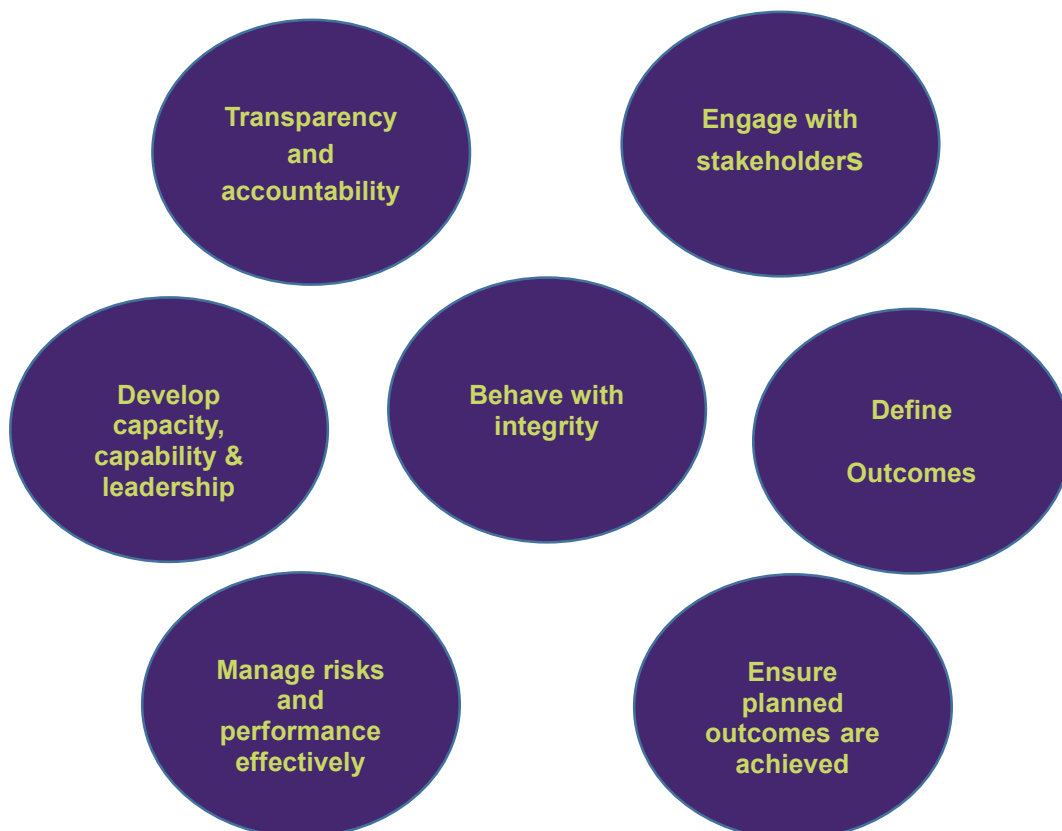 Transparency
and
accountability
Engage with
stakeholders
Develop
capacity,
capability &
leadership
Behave with
integrity
Define
Outcomes
Manage risks
and
performance
effectively
Ensure
planned
outcomes are
achieved